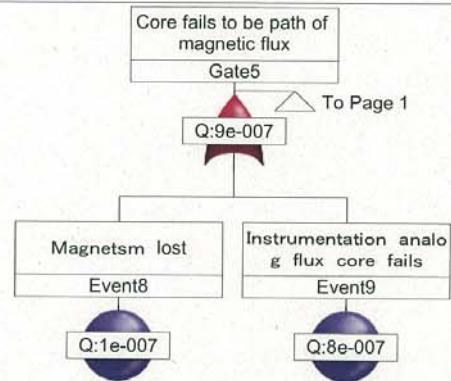 Core fails to be path of
magnetic flux
Gate5
To Page 1
Q:9e-007
Magnetsm lost
Event8
Q:1e-007
Instrumentation analo
g flux core fails
Event9
Q:8e-007